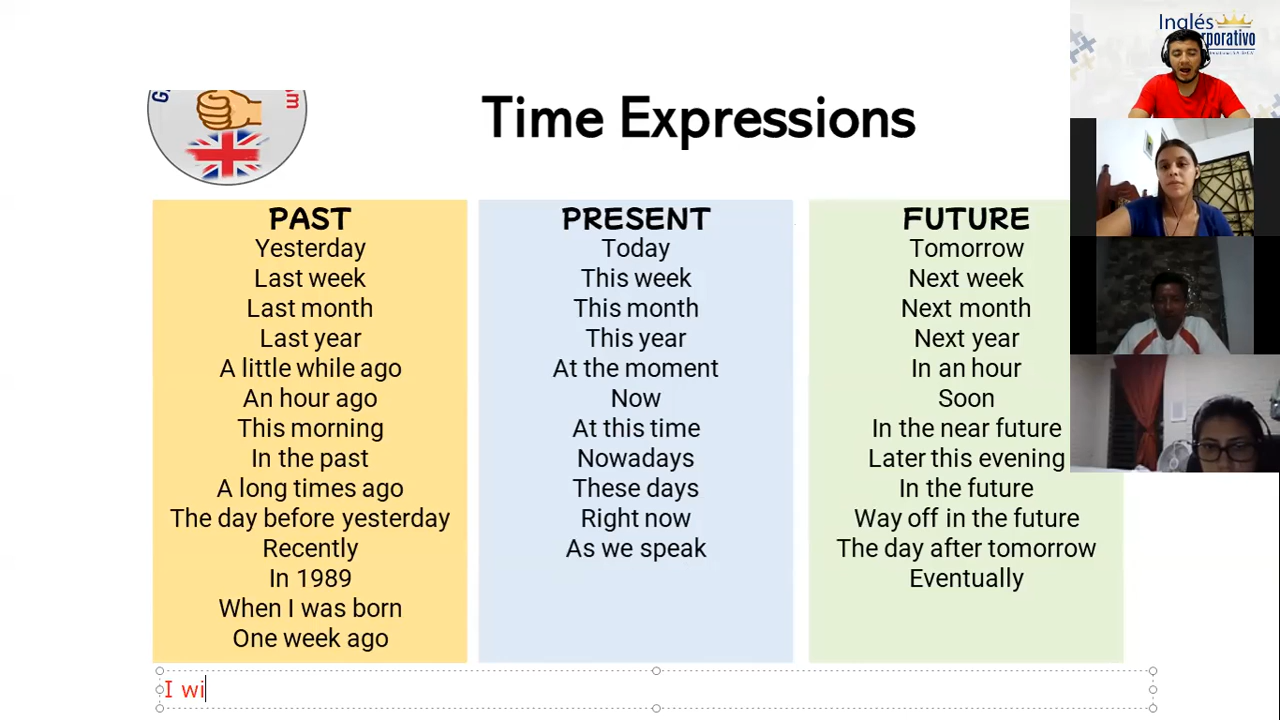 Inglés
rporativo
Time Expressions
PAST
Yesterday
Last week
Last month
Last year
A little while ago
An hour ago
This morning
In the past
A long times ago
The day before yesterday
Recently
In 1989
When I was born
One week ago
PRESENT
Today
This week
This month
This year
At the moment
Now
At this time
Nowadays
These days
Right now
As we speak
FUTURE
Tomorrow
Next week
Next month
Next year
In an hour
Soon
In the near future
Later this evening
In the future
Way off in the future
The day after tomorrow
Eventually
I wi